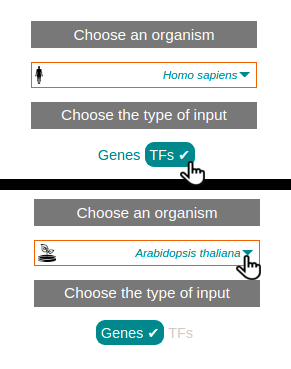 Choose an organism
Homo sapiens
Choose the type of input
Genes TFs ✔
Choose an organism
Arabidopsis thaliana
Choose the type of input
Genes ✔ TFs